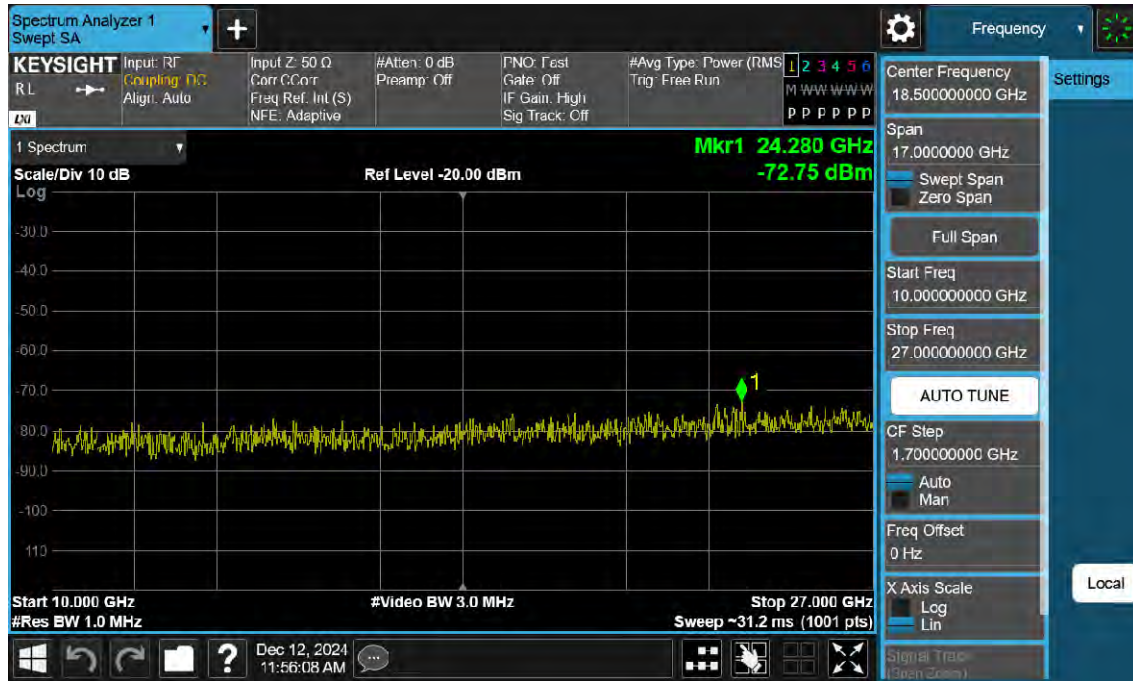 Spectrum Analyzer 1
Swept SA
Frequency
KEYSIGHT
Input: RF
Coupling: DC
Align: Auto
Input Z: 50 Ω
Corr CCorr
Freq Ref: Int (S)
NFE: Adaptive
#Atten: 0 dB
Preamp: Off
PNO: Fast
Gate: Off
IF Gain: High
Sig Track: Off
#Avg Type: Power (RMS
Trig: Free Run
1 2 3 4 5 6
M W W W W W
P P P P P P
R L
LXI
Center Frequency
18.500000000 GHz
Settings
1 Spectrum
Mkr1 24.280 GHz
Scale/Div 10 dB
Ref Level -20.00 dBm
-72.75 dBm
Log
-30.0
-40.0
-50.0
-60.0
-70.0
-80.0
-90.0
-100
-110
1
Start 10.000 GHz
#Video BW 3.0 MHz
Stop 27.000 GHz
#Res BW 1.0 MHz
Sweep ~31.2 ms (1001 pts)
Span
17.0000000 GHz
Swept Span
Zero Span
Full Span
Start Freq
10.000000000 GHz
Stop Freq
27.000000000 GHz
AUTO TUNE
CF Step
1.700000000 GHz
Auto
Man
Freq Offset
0 Hz
X Axis Scale
Log
Lin
Local
Signal Track
(Span Zoom)
?
Dec 12, 2024
11:56:08 AM